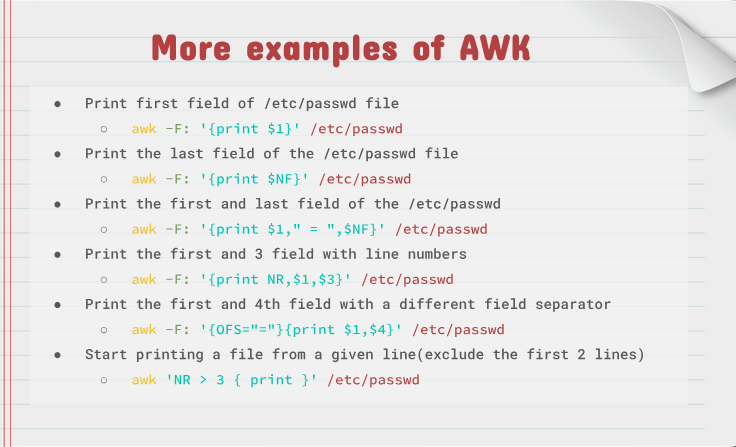 More examples of AWK
● Print first field of /etc/passwd file
○ awk -F: '{print $1}' /etc/passwd
● Print the last field of the /etc/passwd file
○ awk -F: '{print $NF}' /etc/passwd
● Print the first and last field of the /etc/passwd
○ awk -F: '{print $1," = ",$NF}' /etc/passwd
● Print the first and 3 field with line numbers
○ awk -F: '{print NR,$1,$3}' /etc/passwd
● Print the first and 4th field with a different field separator
○ awk -F: '{OFS="="}{print $1,$4}' /etc/passwd
● Start printing a file from a given line(exclude the first 2 lines)
○ awk 'NR > 3 { print }' /etc/passwd